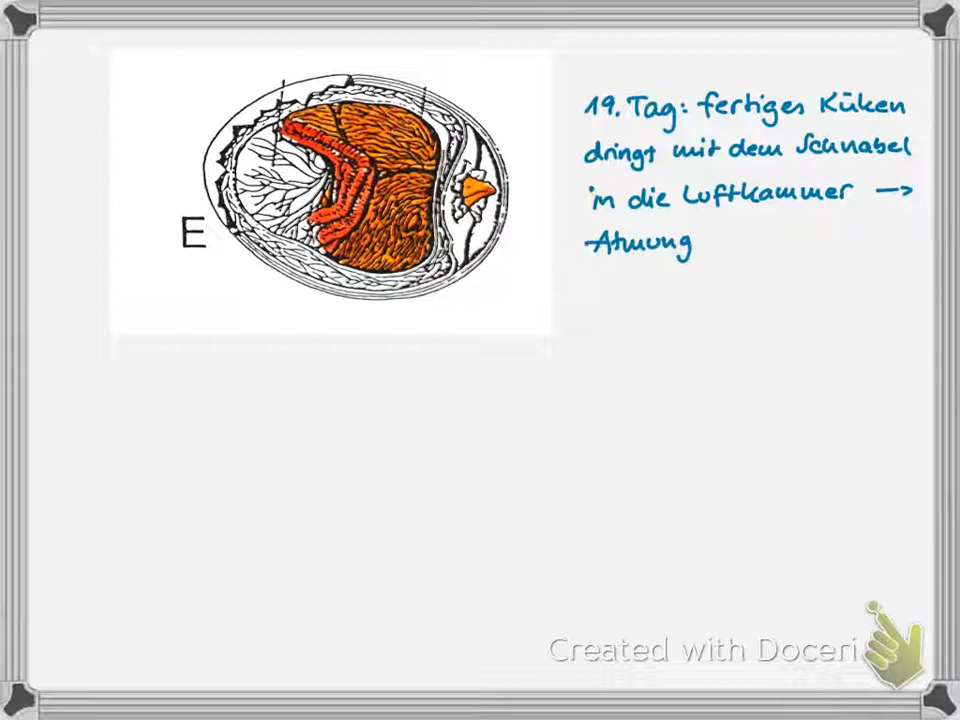 19. Tag: fertiges Küken
dringt mit dem Schnabel
in die Luftkammer →
Atmung
E
Created with Doceri